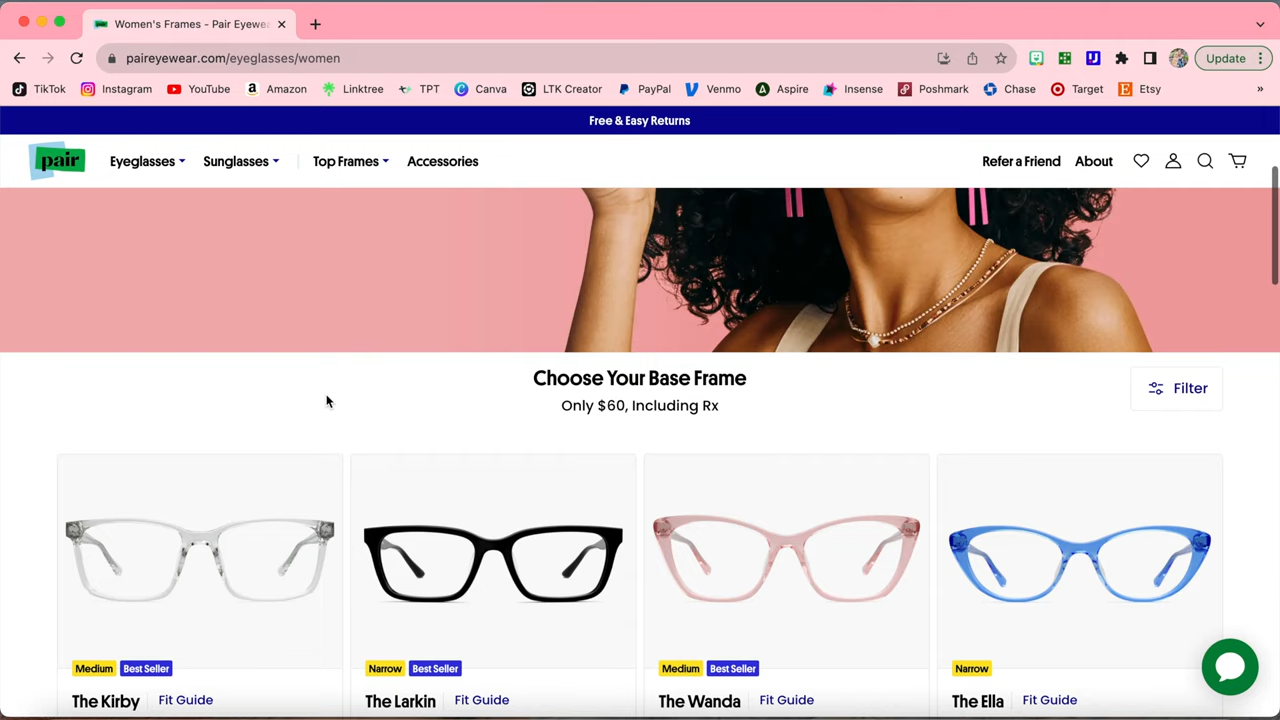 Women's Frames - Pair Eyewea
paireyewear.com/eyeglasses/women
Update
TikTok Instagram YouTube Amazon Linktree TPT Canva LTK Creator PayPal Venmo Aspire Insense Poshmark Chase Target Etsy »
Free & Easy Returns
pair Eyeglasses Sunglasses Top Frames Accessories Refer a Friend About
Choose Your Base Frame
Only $60, Including Rx
Filter
Medium Best Seller Narrow Best Seller Medium Best Seller Narrow
The Kirby Fit Guide The Larkin Fit Guide The Wanda Fit Guide The Ella Fit Guide